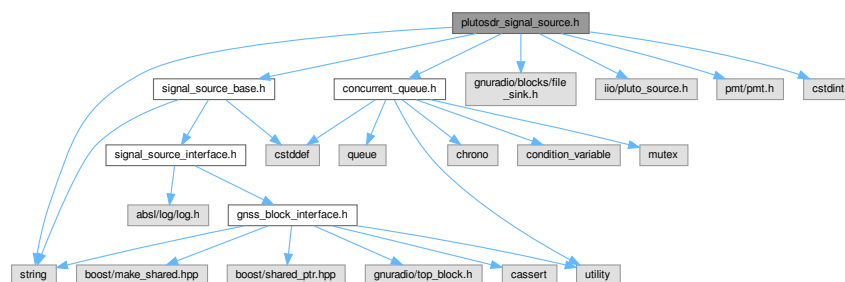 plutosdr_signal_source.h
signal_source_base.h
concurrent_queue.h
gnuradio/blocks/file
_sink.h
iio/pluto_source.h
pmt/pmt.h
cstdint
signal_source_interface.h
cstddef
queue
chrono
condition_variable
mutex
absl/log/log.h
gnss_block_interface.h
string
boost/make_shared.hpp
boost/shared_ptr.hpp
gnuradio/top_block.h
cassert
utility